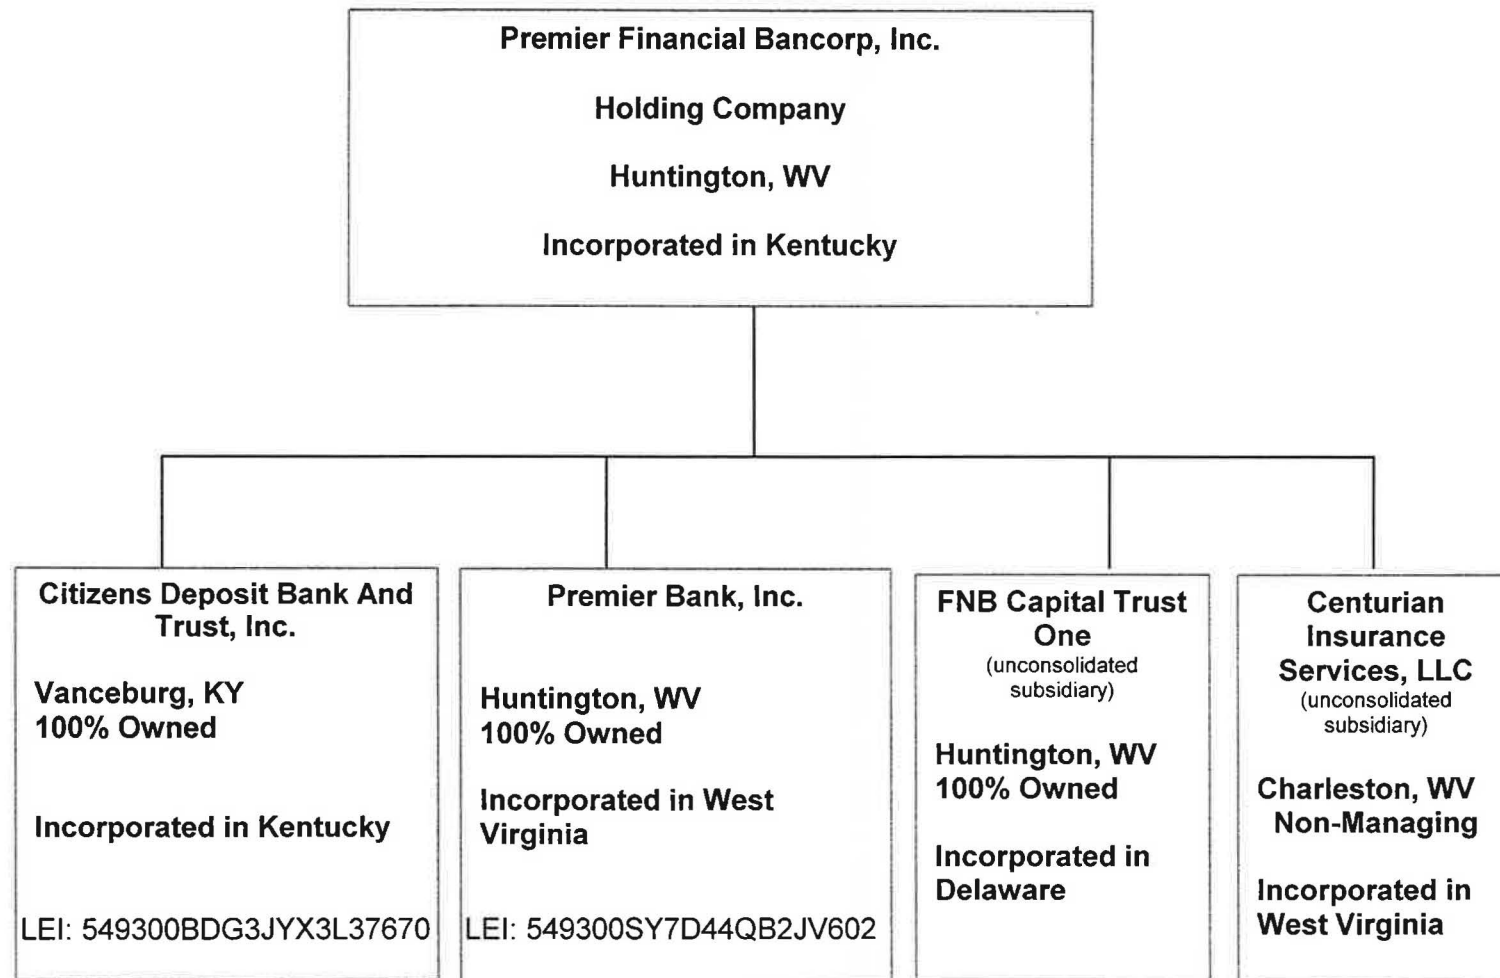 Premier Financial Bancorp, Inc.
Holding Company
Huntington, WV
Incorporated in Kentucky
Citizens Deposit Bank And
Trust, Inc.
Vanceburg, KY
100% Owned
Incorporated in Kentucky
LEI: 549300BDG3JYX3L37670
Premier Bank, Inc.
Huntington, WV
100% Owned
Incorporated in West
Virginia
LEI: 549300SY7D44QB2JV602
FNB Capital Trust
One
(unconsolidated
subsidiary)
Huntington, WV
100% Owned
Incorporated in
Delaware
Centurian
Insurance
Services, LLC
(unconsolidated
subsidiary)
Charleston, WV
Non-Managing
Incorporated in
West Virginia